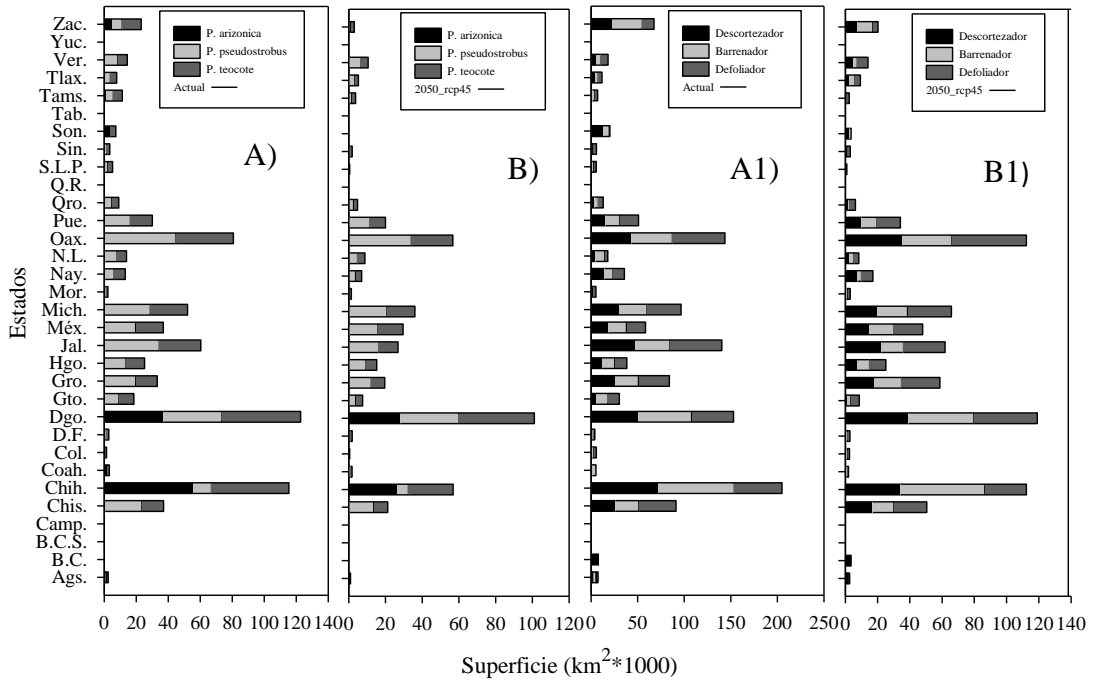 Estados
Zac.
Yuc.
Ver.
Tlax.
Tams.
Tab.
Son.
Sin.
S.L.P.
Q.R.
Qro.
Pue.
Oax.
N.L.
Nay.
Mor.
Mich.
Méx.
Jal.
Hgo.
Gro.
Gto.
Dgo.
D.F.
Col.
Coah.
Chih.
Chis.
Camp.
B.C.S.
B.C.
Ags.
P. arizonica
P. pseudostrobus
P. teocote
Actual
A)
0 20 40 60 80 100 120 140
P. arizonica
P. pseudostrobus
P. teocote
2050_rcp45
B)
0 20 40 60 80 100 120
Descortezador
Barrenador
Defoliador
Actual
A1)
0 50 100 150 200 250
Descortezador
Barrenador
Defoliador
2050_rcp45
B1)
0 20 40 60 80 100 120 140
Superficie (km²*1000)